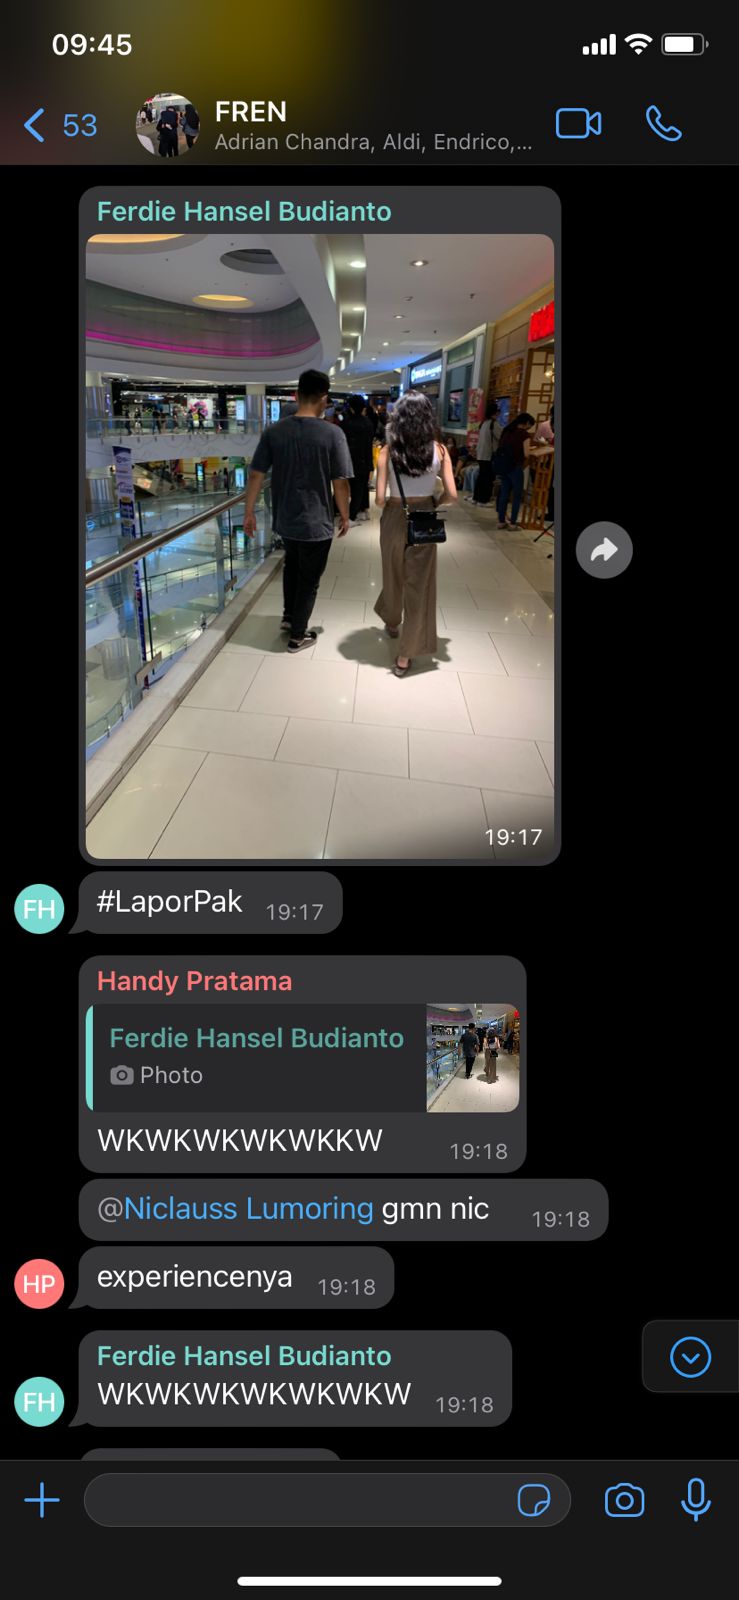 09:45
53
FREN
Adrian Chandra, Aldi, Endrico,...
Ferdie Hansel Budianto
19:17
#LaporPak 19:17
Handy Pratama
Ferdie Hansel Budianto
Photo
WKWKWKWKWKKW 19:18
@Niclauss Lumoring gmn nic 19:18
experiencenya 19:18
Ferdie Hansel Budianto
WKWKWKWKWKWKW 19:18
FH
HP
FH